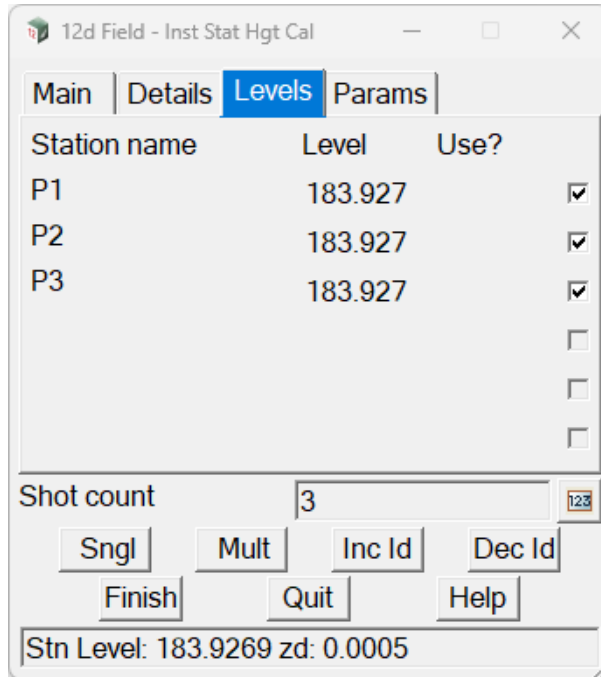 12d Field - Inst Stat Hgt Cal
Main Details Levels Params
Station name Level Use?
P1 183.927
P2 183.927
P3 183.927
Shot count 3 123
Sngl Mult Inc Id Dec Id
Finish Quit Help
Stn Level: 183.9269 zd: 0.0005